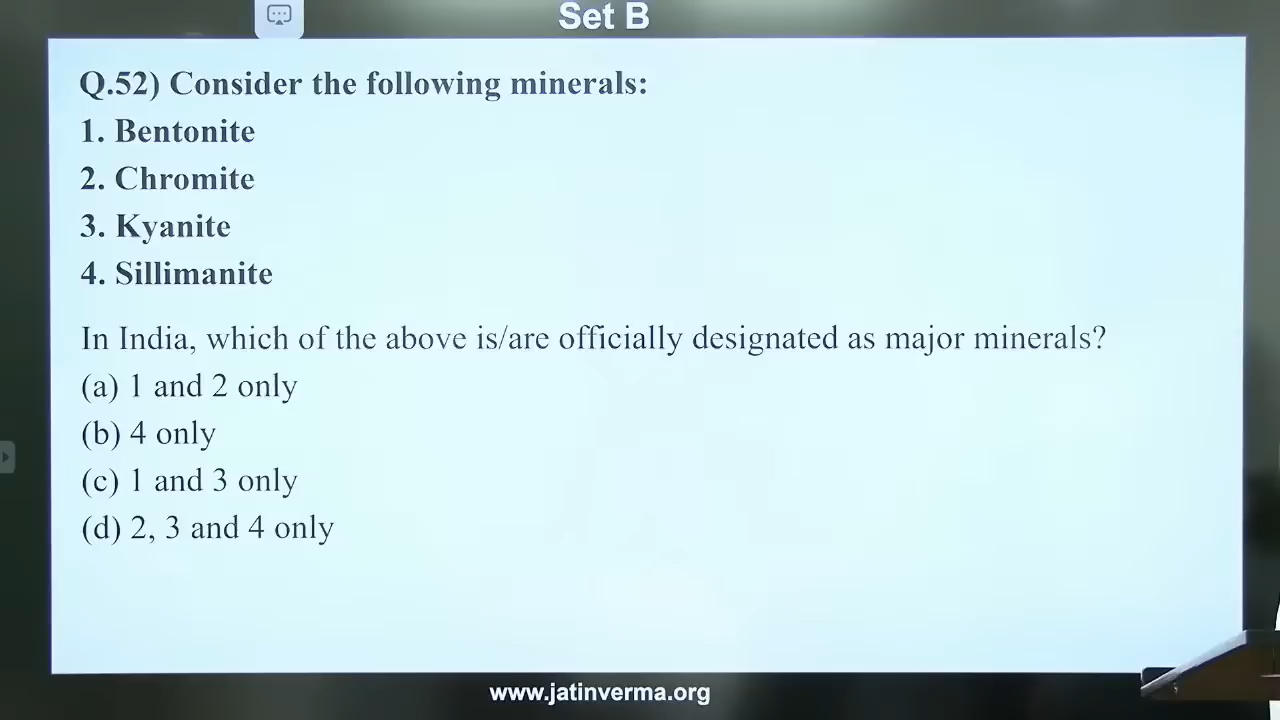 Set B
Q.52) Consider the following minerals:
1. Bentonite
2. Chromite
3. Kyanite
4. Sillimanite
In India, which of the above is/are officially designated as major minerals?
(a) 1 and 2 only
(b) 4 only
(c) 1 and 3 only
(d) 2, 3 and 4 only
www.jatinverma.org